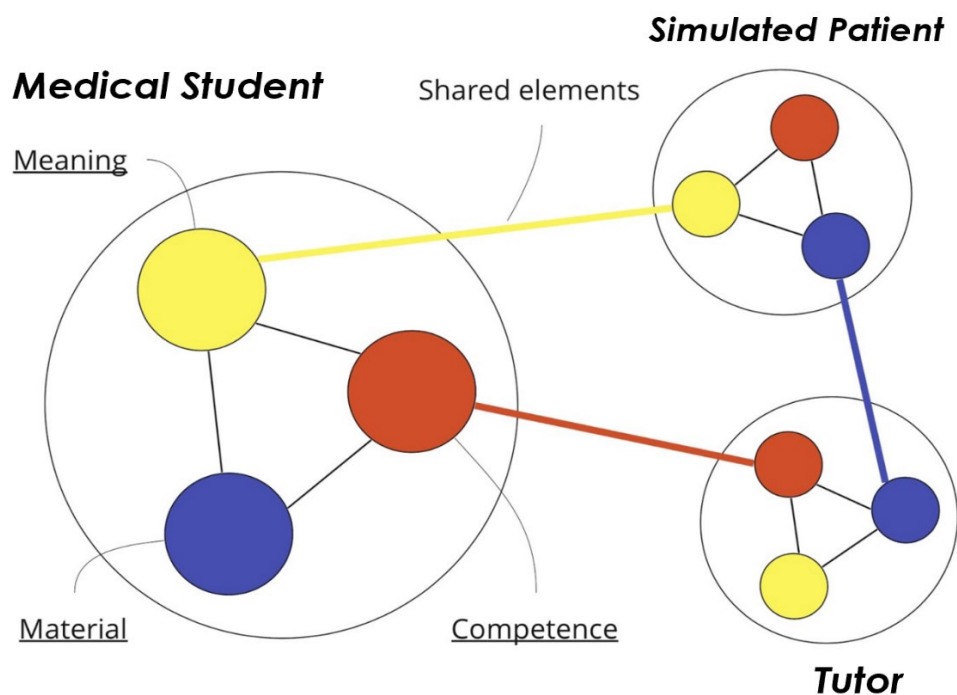 Simulated Patient
Medical Student
Shared elements
Meaning
Material
Competence
Tutor